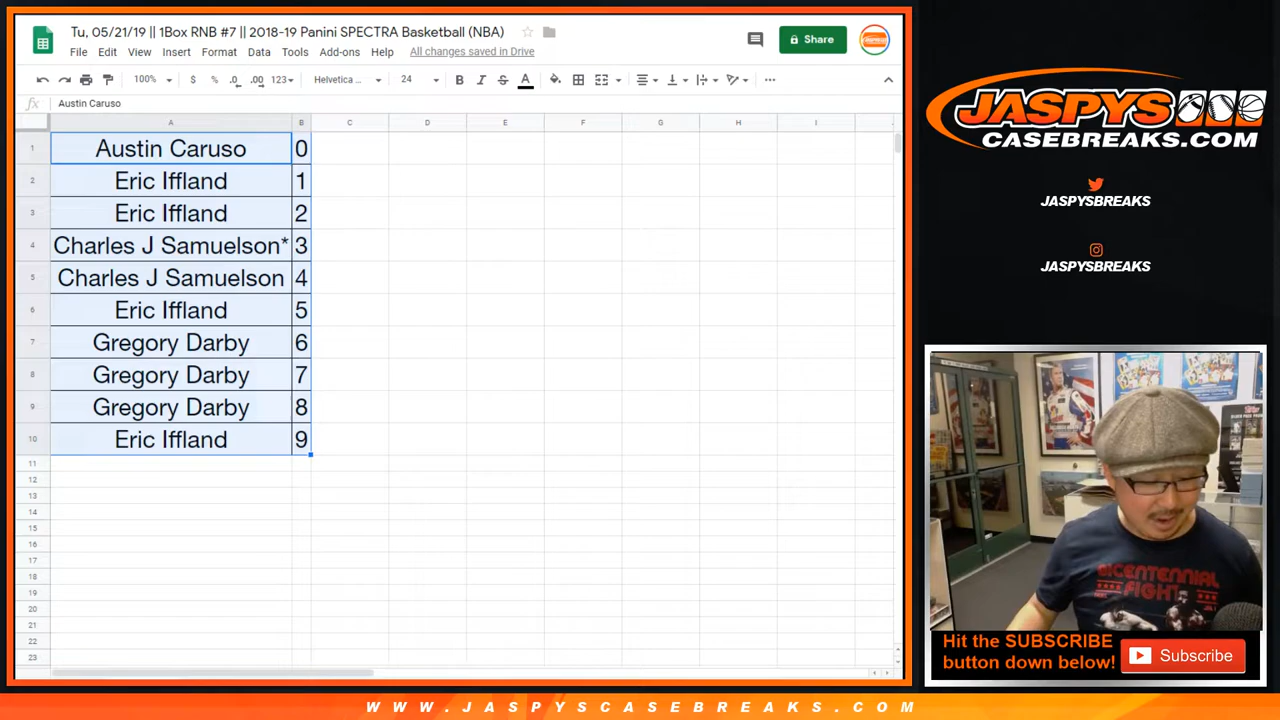 Tu, 05/21/19 || 1Box RNB #7 || 2018-19 Panini SPECTRA Basketball (NBA)
File Edit View Insert Format Data Tools Add-ons Help All changes saved in Drive
Share
100% $ % .0 .00 123 Helvetica ... 24 B I S A
fx Austin Caruso
A B C D E F G H I
1 Austin Caruso 0
2 Eric Iffland 1
3 Eric Iffland 2
4 Charles J Samuelson* 3
5 Charles J Samuelson 4
6 Eric Iffland 5
7 Gregory Darby 6
8 Gregory Darby 7
9 Gregory Darby 8
10 Eric Iffland 9
11
12
13
14
15
16
17
18
19
20
21
22
23
JASPYS
CASEBREAKS.COM
JASPYSBREAKS
JASPYSBREAKS
BICENTENNIAL
FIGHT
Hit the SUBSCRIBE
button down below!
Subscribe
WWW.JASPYSCASEBREAKS.COM